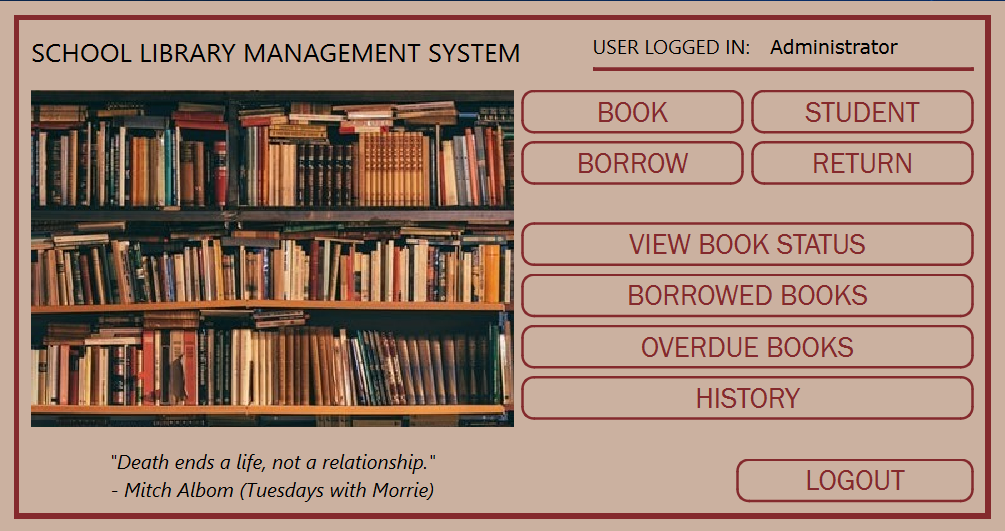 SCHOOL LIBRARY MANAGEMENT SYSTEM
USER LOGGED IN: Administrator
BOOK
STUDENT
BORROW
RETURN
VIEW BOOK STATUS
BORROWED BOOKS
OVERDUE BOOKS
HISTORY
"Death ends a life, not a relationship."
- Mitch Albom (Tuesdays with Morrie)
LOGOUT